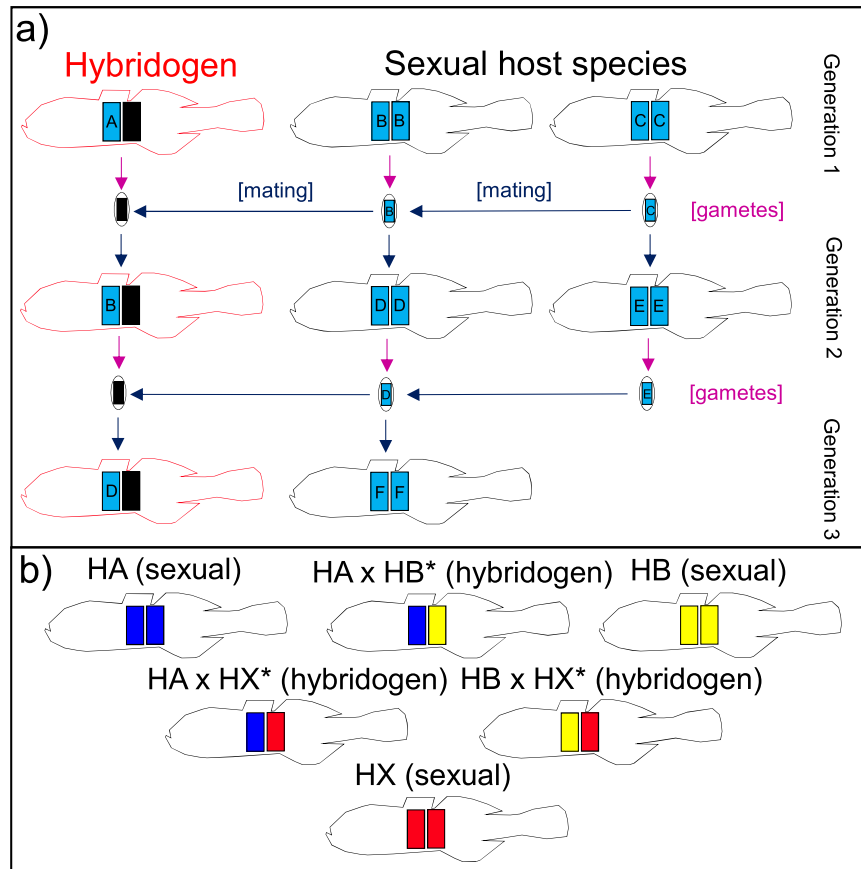 a)
Hybridogen
Sexual host species
A
B B
C C
Generation 1
[mating]
[mating]
B
C
[gametes]
B
D D
E E
Generation 2
D
E
[gametes]
D
F F
Generation 3
b)
HA (sexual)
HA x HB* (hybridogen)
HB (sexual)
HA x HX* (hybridogen)
HB x HX* (hybridogen)
HX (sexual)